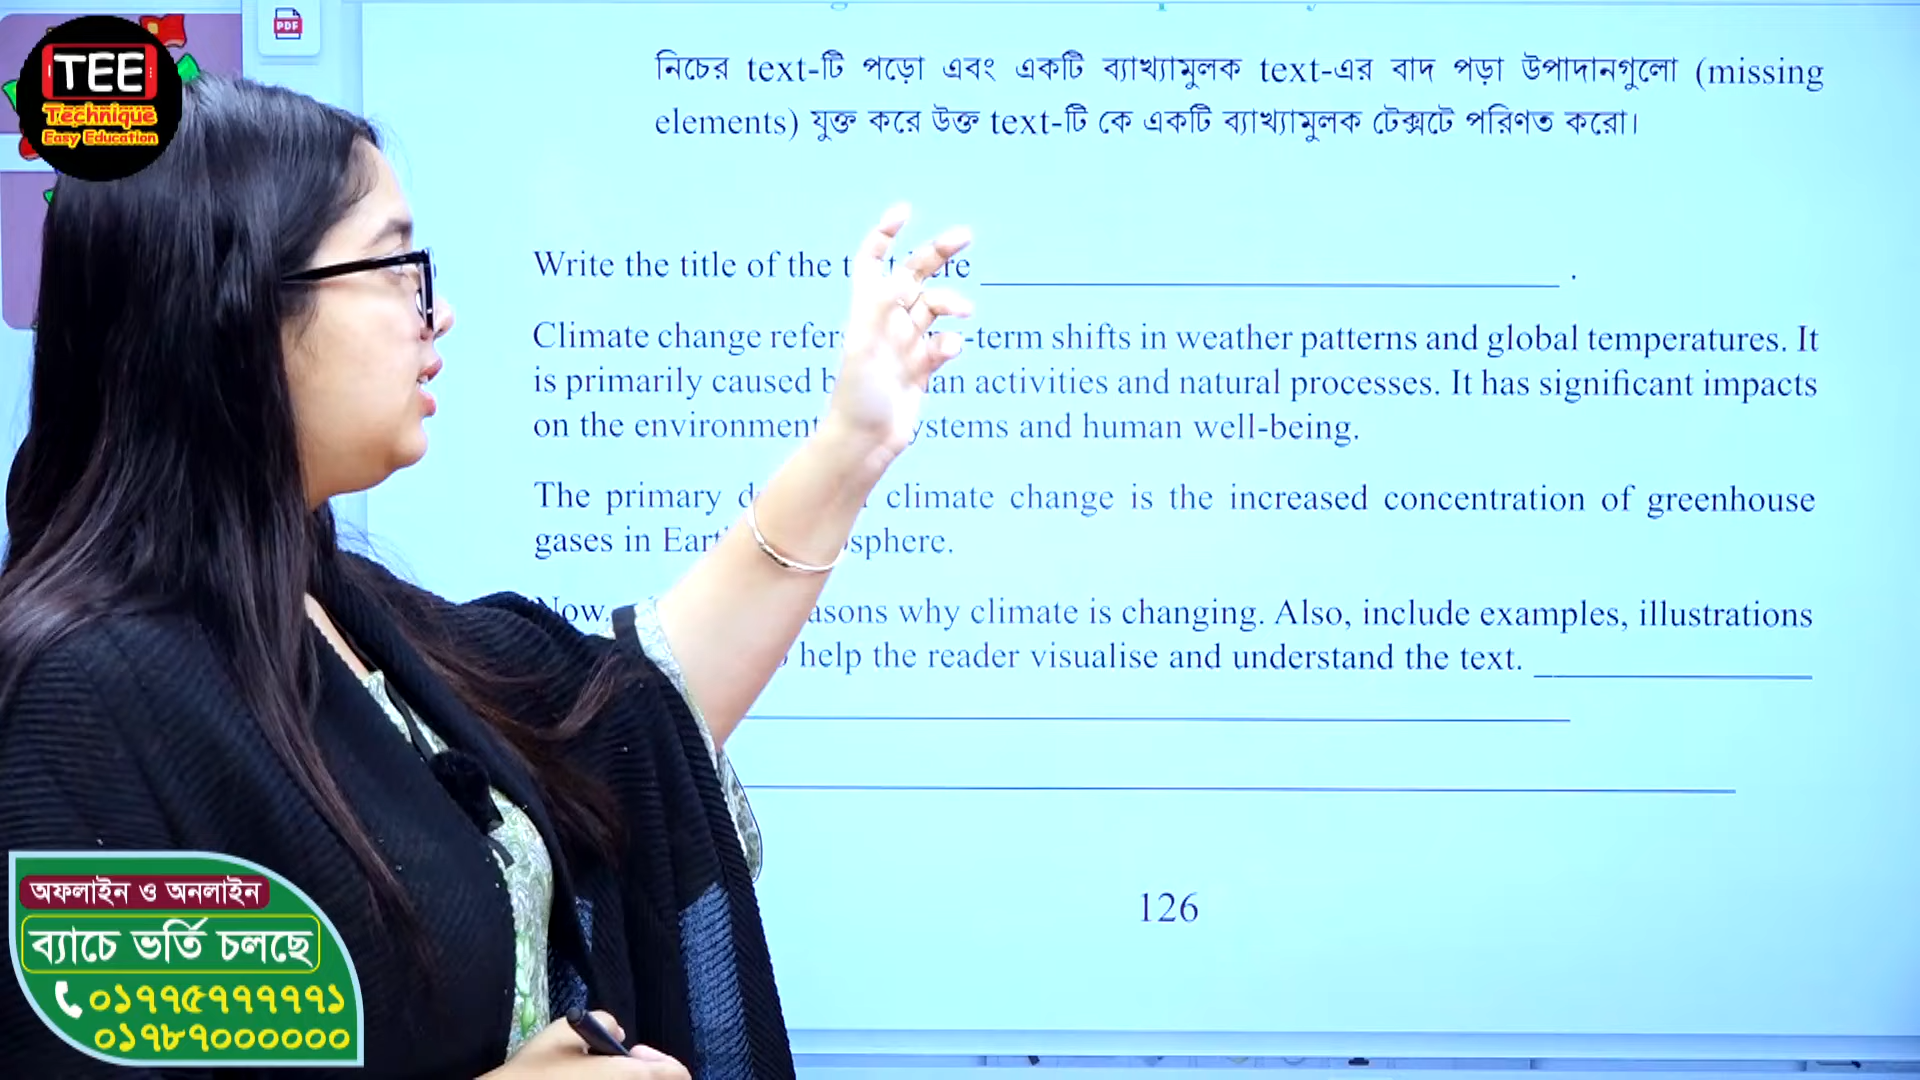 TEE
Technique
Easy Education
PDF
নিচের text-টি পড়ো এবং একটি ব্যাখ্যামুলক text-এর বাদ পড়া উপাদানগুলো (missing
elements) যুক্ত করে উক্ত text-টি কে একটি ব্যাখ্যামুলক টেক্সটে পরিণত করো।
Write the title of the here
Climate change -term shifts in weather patterns and global temperatures. It
is primarily caused activities and natural processes. It has significant impacts
on the environment and human well-being.
The primary climate change is the increased concentration of greenhouse
gases in
Now, why climate is changing. Also, include examples, illustrations
help the reader visualise and understand the text.
126
অফলাইন ও অনলাইন
ব্যাচে ভর্তি চলছে
০১৭৭৫৭৭৭৭৭১
০১৭৮৭০০০০০০